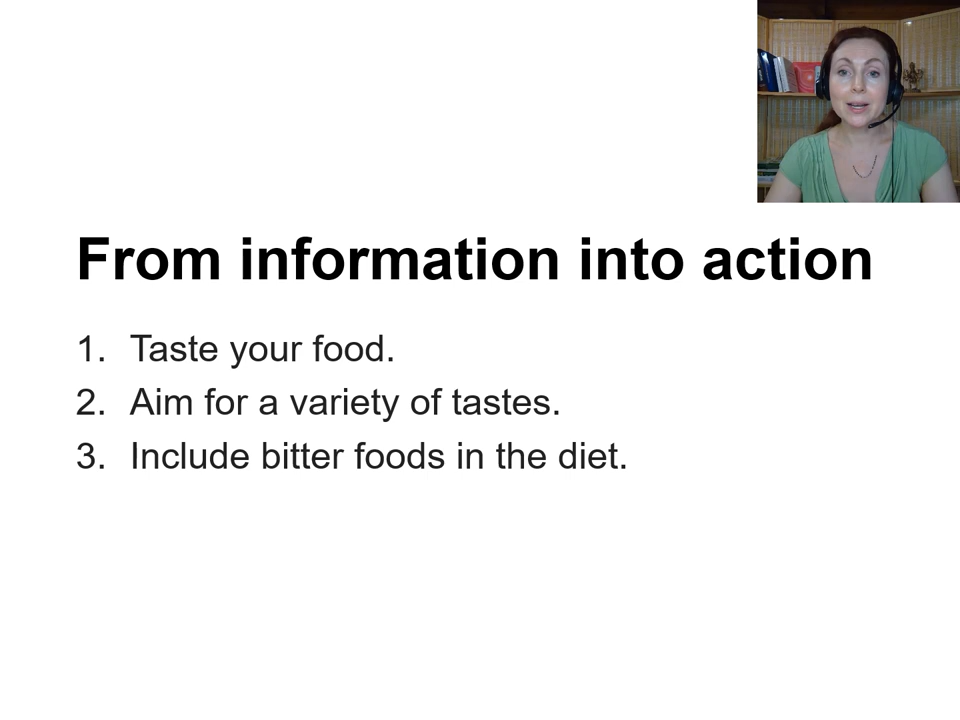 From information into action
1. Taste your food.
2. Aim for a variety of tastes.
3. Include bitter foods in the diet.